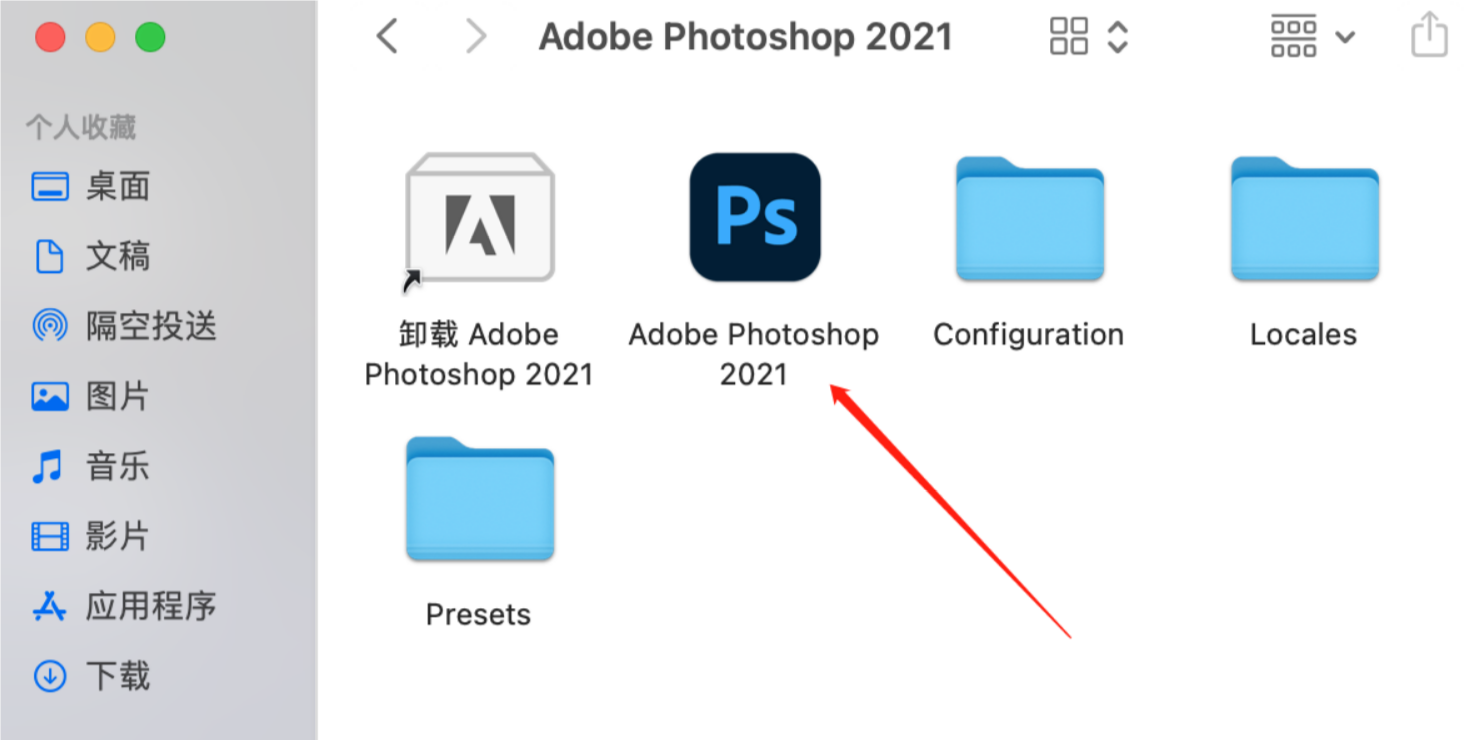 Adobe Photoshop 2021
个人收藏
桌面
文稿
隔空投送
图片
音乐
影片
应用程序
下载
卸载 Adobe
Photoshop 2021
Ps
Adobe Photoshop
2021
Configuration
Locales
Presets